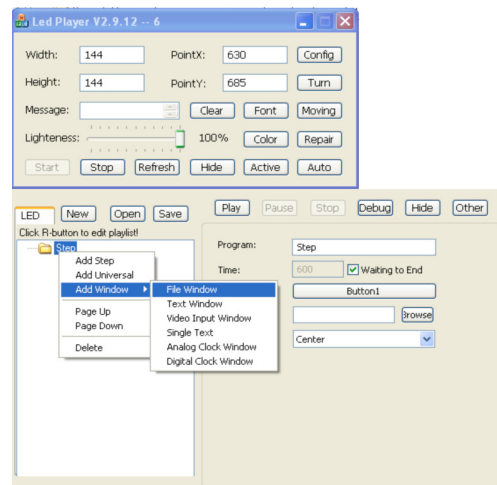 Led Player V2.9.12 -- 6
Width: 144 PointX: 630 Config
Height: 144 PointY: 685 Turn
Message: Clear Font Moving
Lighteness: 100% Color Repair
Start Stop Refresh Hide Active Auto
LED New Open Save Play Pause Stop Debug Hide Other
Click R-button to edit playlist!
Step Program: Step
Add Step
Add Universal Time: 600 Waiting to End
Add Window File Window Button1
Text Window
Page Up Video Input Window Browse
Page Down Single Text
Delete Analog Clock Window Center
Digital Clock Window